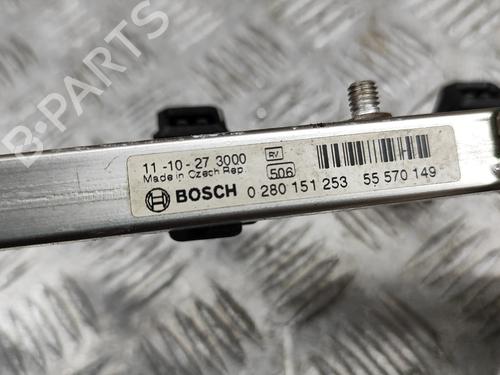 11 -10 - 27 3000 RV
Made in Czech Rep. 506
BOSCH 0 280 151 253 55 570 149
B-PARTS